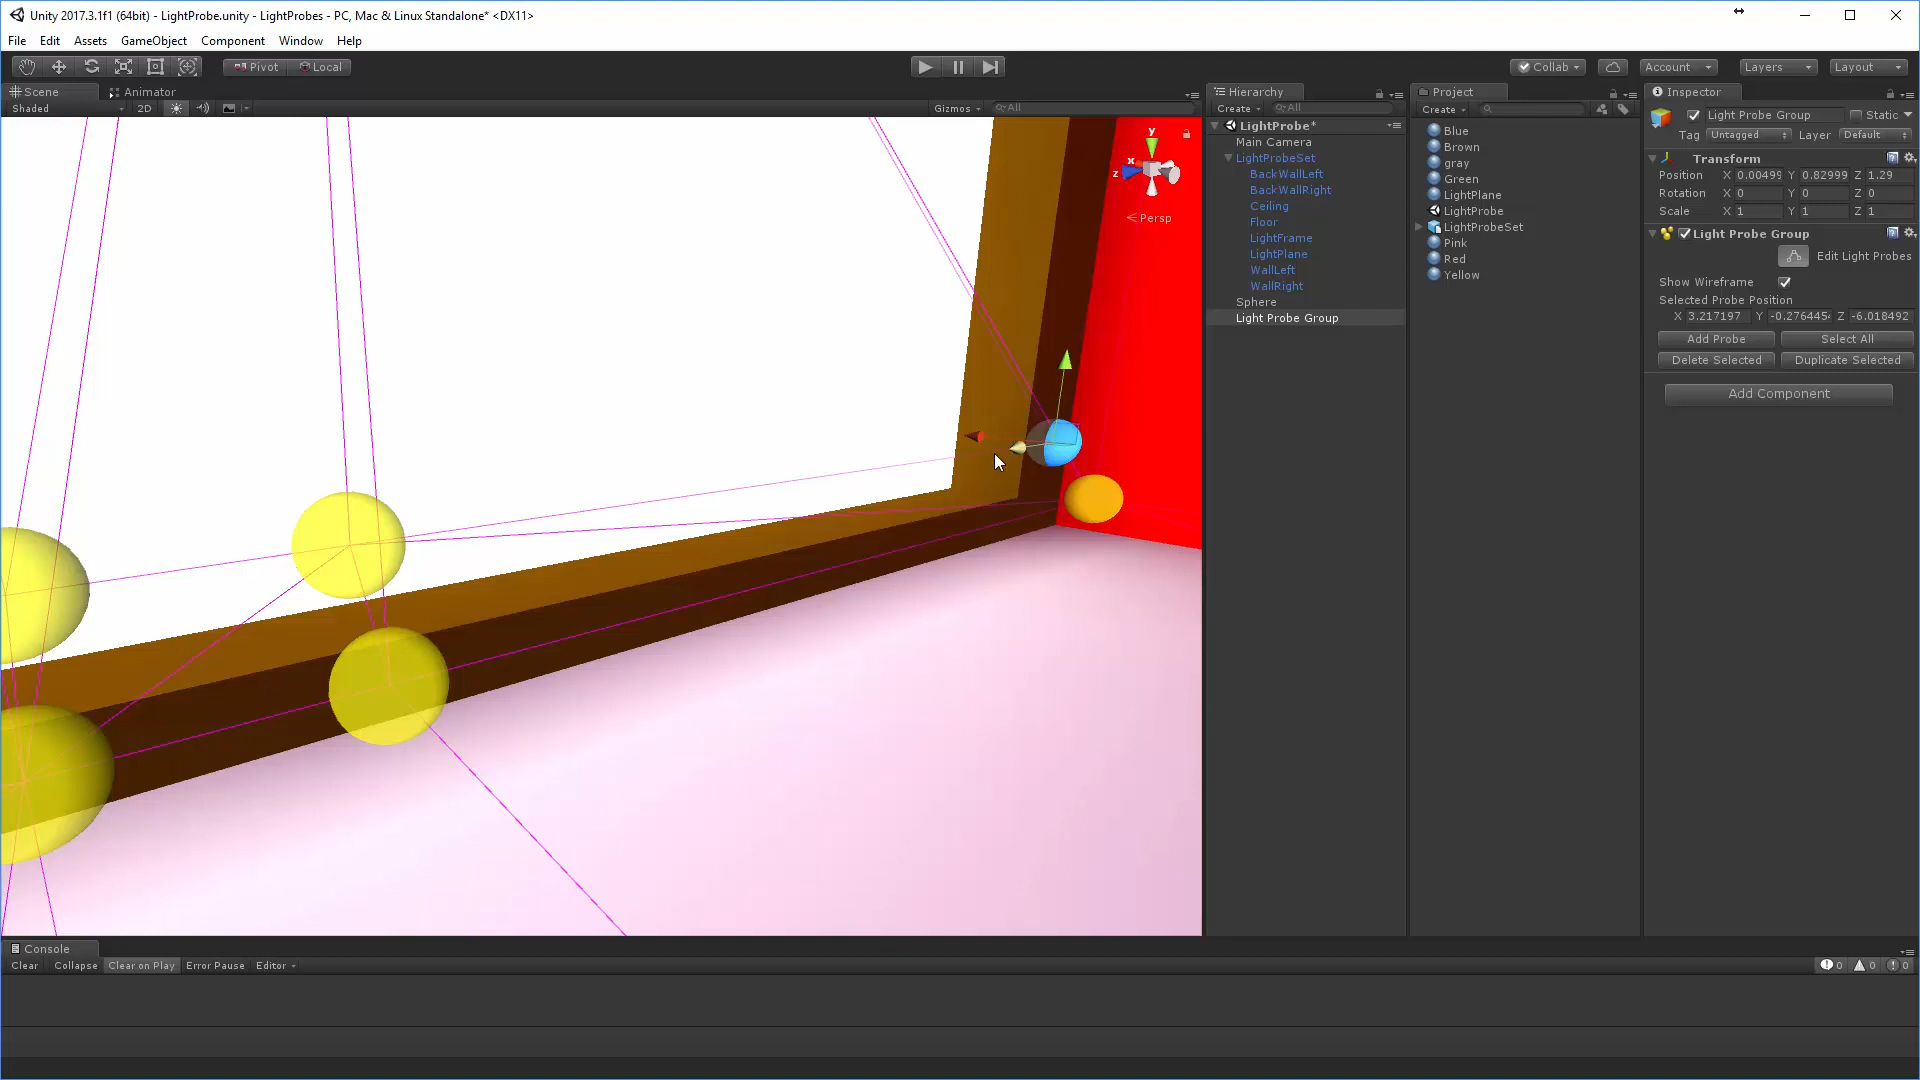 Unity 2017.3.1f1 (64bit) - LightProbe.unity - LightProbes - PC, Mac & Linux Standalone* <DX11>
File Edit Assets GameObject Component Window Help
Pivot Local Collab Account Layers Layout
Scene Animator
Shaded 2D Gizmos All
y
x
z
Persp
Hierarchy
Create All
LightProbe*
Main Camera
LightProbeSet
BackWallLeft
BackWallRight
Ceiling
Floor
LightFrame
LightPlane
WallLeft
WallRight
Sphere
Light Probe Group
Project
Create
Blue
Brown
gray
Green
LightPlane
LightProbe
LightProbeSet
Pink
Red
Yellow
Inspector
Light Probe Group Static
Tag Untagged Layer Default
Transform
Position X 0.00499 Y 0.82999 Z 1.29
Rotation X 0 Y 0 Z 0
Scale X 1 Y 1 Z 1
Light Probe Group
Edit Light Probes
Show Wireframe
Selected Probe Position
X 3.217197 Y -0.276445 Z -6.018492
Add Probe Select All
Delete Selected Duplicate Selected
Add Component
Console
Clear Collapse Clear on Play Error Pause Editor 0 0 0